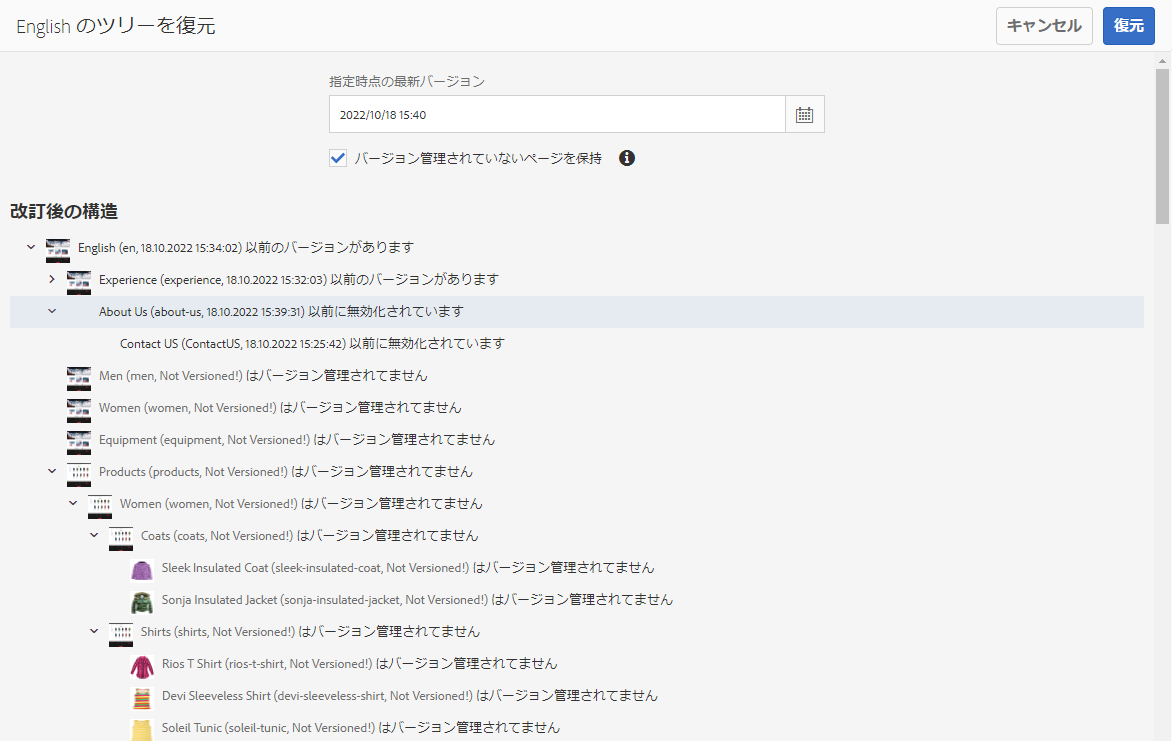 English のツリーを復元
キャンセル
復元
指定時点の最新バージョン
2022/10/18 15:40
バージョン管理されていないページを保持
改訂後の構造
English (en, 18.10.2022 15:34:02) 以前のバージョンがあります
Experience (experience, 18.10.2022 15:32:03) 以前のバージョンがあります
About Us (about-us, 18.10.2022 15:39:31) 以前に無効化されています
Contact US (ContactUS, 18.10.2022 15:25:42) 以前に無効化されています
Men (men, Not Versioned!) はバージョン管理されてません
Women (women, Not Versioned!) はバージョン管理されてません
Equipment (equipment, Not Versioned!) はバージョン管理されてません
Products (products, Not Versioned!) はバージョン管理されてません
Women (women, Not Versioned!) はバージョン管理されてません
Coats (coats, Not Versioned!) はバージョン管理されてません
Sleek Insulated Coat (sleek-insulated-coat, Not Versioned!) はバージョン管理されてません
Sonja Insulated Jacket (sonja-insulated-jacket, Not Versioned!) はバージョン管理されてません
Shirts (shirts, Not Versioned!) はバージョン管理されてません
Rios T Shirt (rios-t-shirt, Not Versioned!) はバージョン管理されてません
Devi Sleeveless Shirt (devi-sleeveless-shirt, Not Versioned!) はバージョン管理されてません
Soleil Tunic (soleil-tunic, Not Versioned!) はバージョン管理されてません